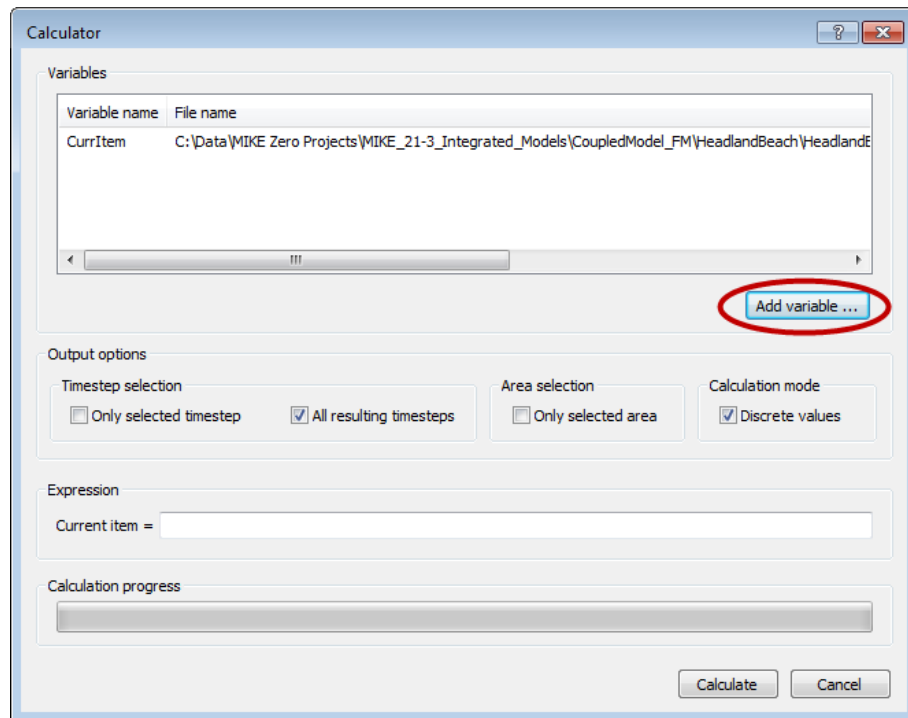 Calculator
Variables
Variable name File name
CurrItem C:\Data\MIKE Zero Projects\MIKE_21-3_Integrated_Models\CoupledModel_FM\HeadlandBeach\HeadlandB
Add variable ...
Output options
Timestep selection Area selection Calculation mode
Only selected timestep All resulting timesteps Only selected area Discrete values
Expression
Current item =
Calculation progress
Calculate Cancel